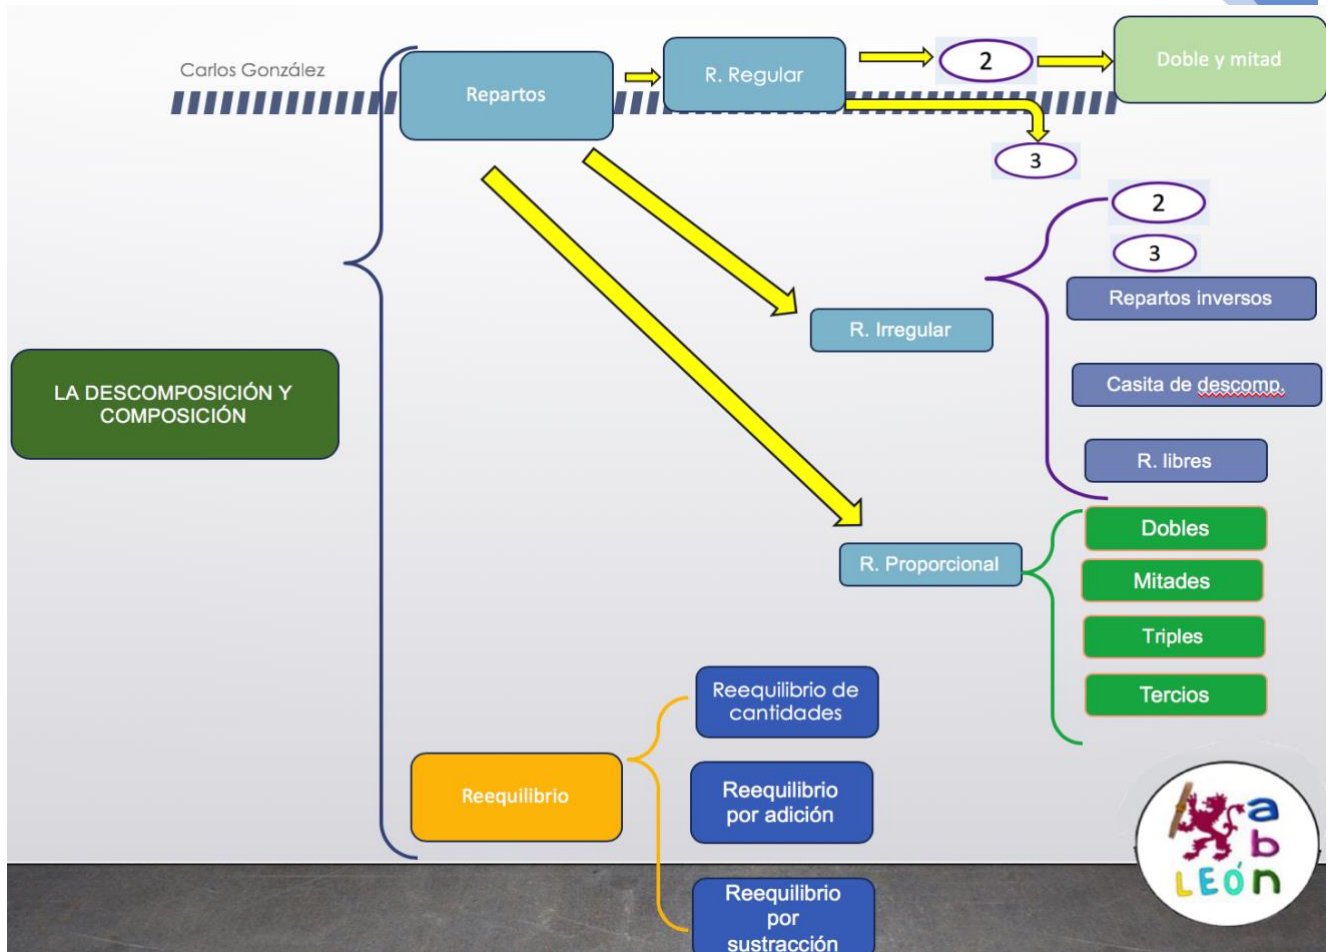 Carlos González
Repartos
R. Regular
2
Doble y mitad
3
2
3
Repartos inversos
R. Irregular
Casita de descomp.
LA DESCOMPOSICIÓN Y
COMPOSICIÓN
R. libres
Dobles
R. Proporcional
Mitades
Triples
Tercios
Reequilibrio de
cantidades
Reequilibrio
Reequilibrio
por adición
Reequilibrio
por
sustracción
a
b
n
LEÓ